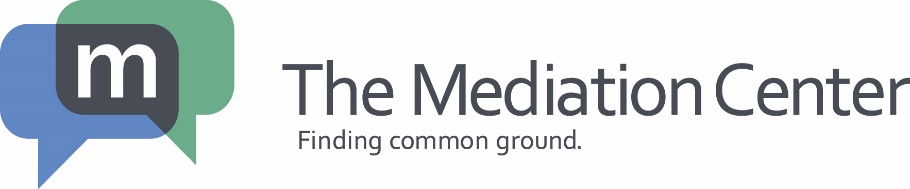 m
The Mediation Center
Finding common ground.